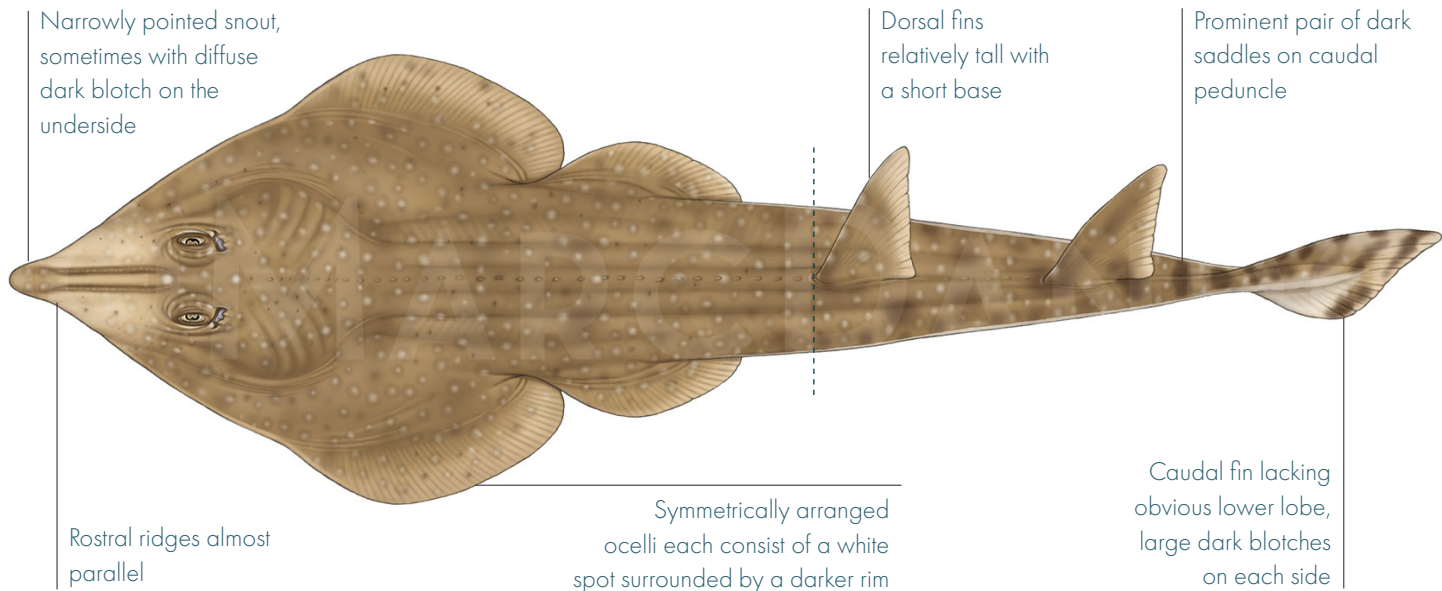 Narrowly pointed snout,
sometimes with diffuse
dark blotch on the
underside
Dorsal fins
relatively tall with
a short base
Prominent pair of dark
saddles on caudal
peduncle
Rostral ridges almost
parallel
Symmetrically arranged
ocelli each consist of a white
spot surrounded by a darker rim
Caudal fin lacking
obvious lower lobe,
large dark blotches
on each side